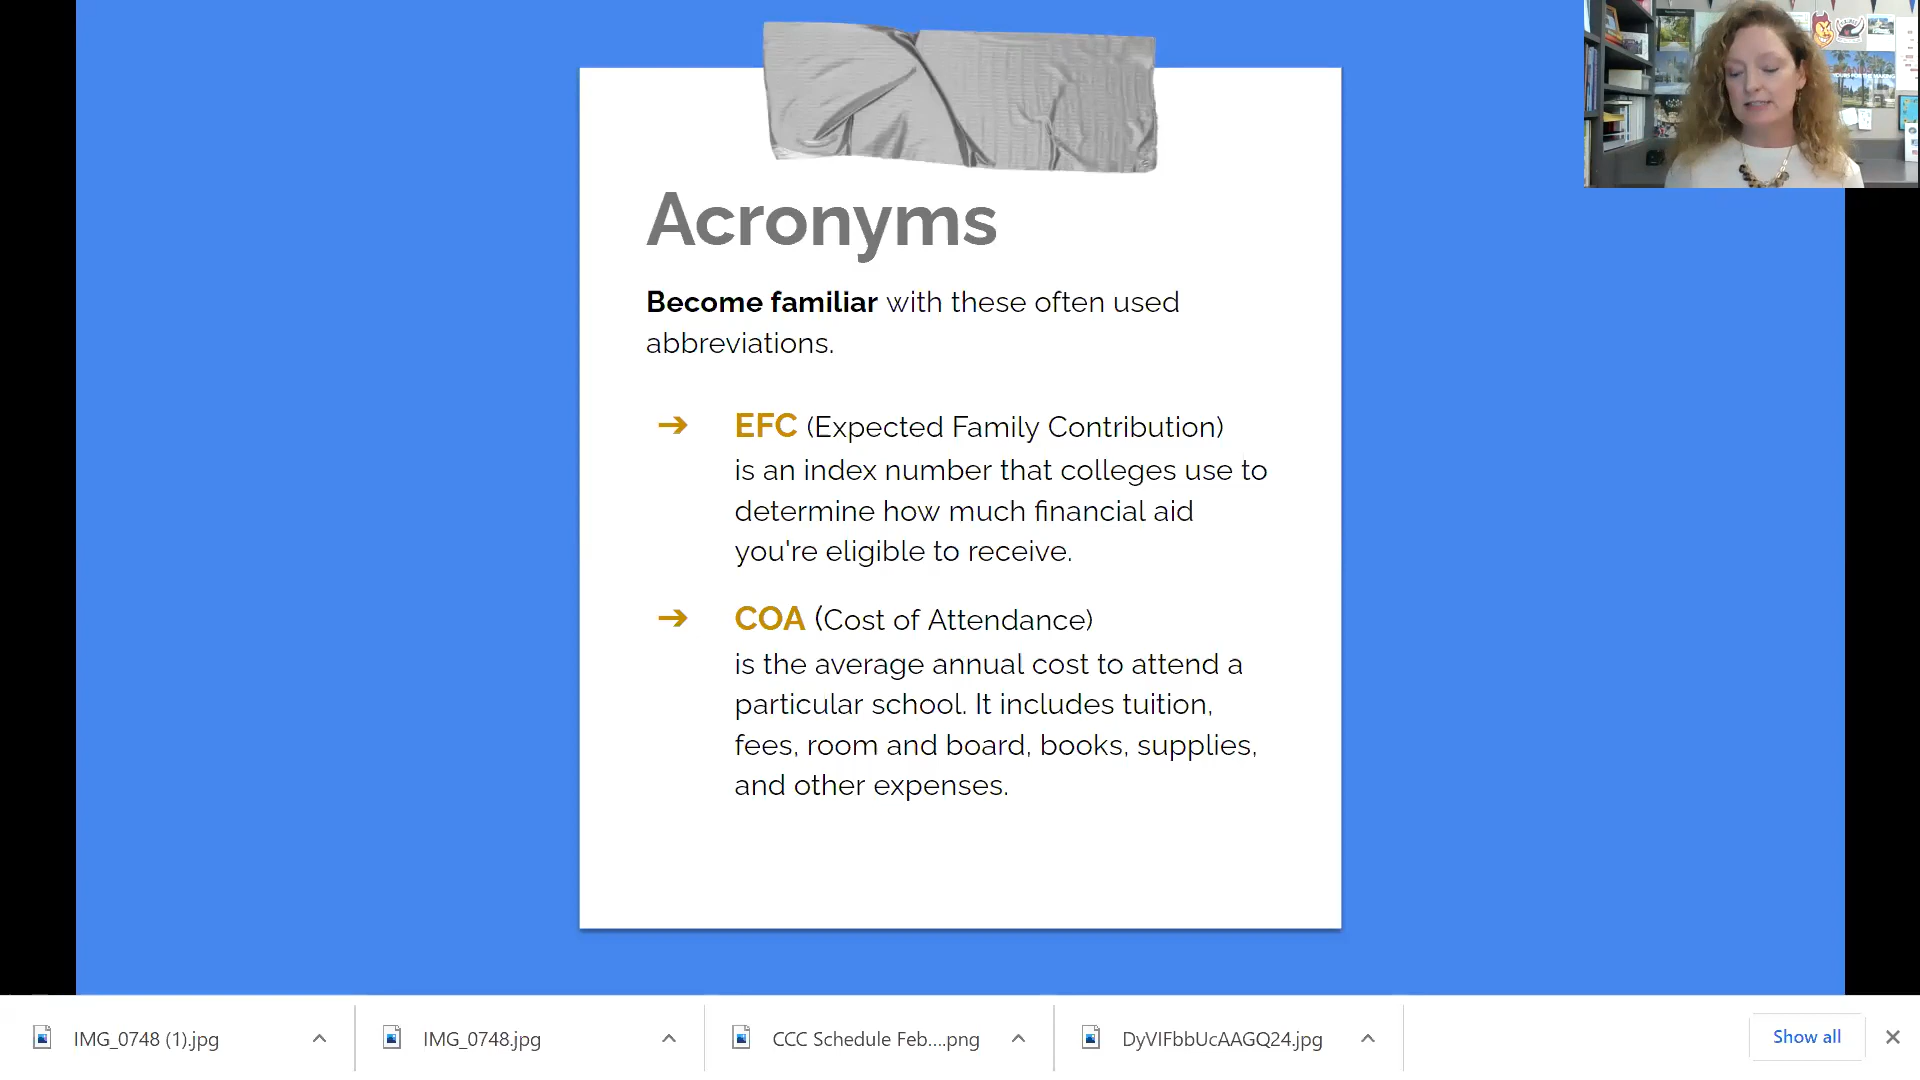 Acronyms
Become familiar with these often used
abbreviations.
➔ EFC (Expected Family Contribution)
is an index number that colleges use to
determine how much financial aid
you're eligible to receive.
➔ COA (Cost of Attendance)
is the average annual cost to attend a
particular school. It includes tuition,
fees, room and board, books, supplies,
and other expenses.
IMG_0748 (1).jpg
IMG_0748.jpg
CCC Schedule Feb....png
DyVIFbbUcAAGQ24.jpg
Show all